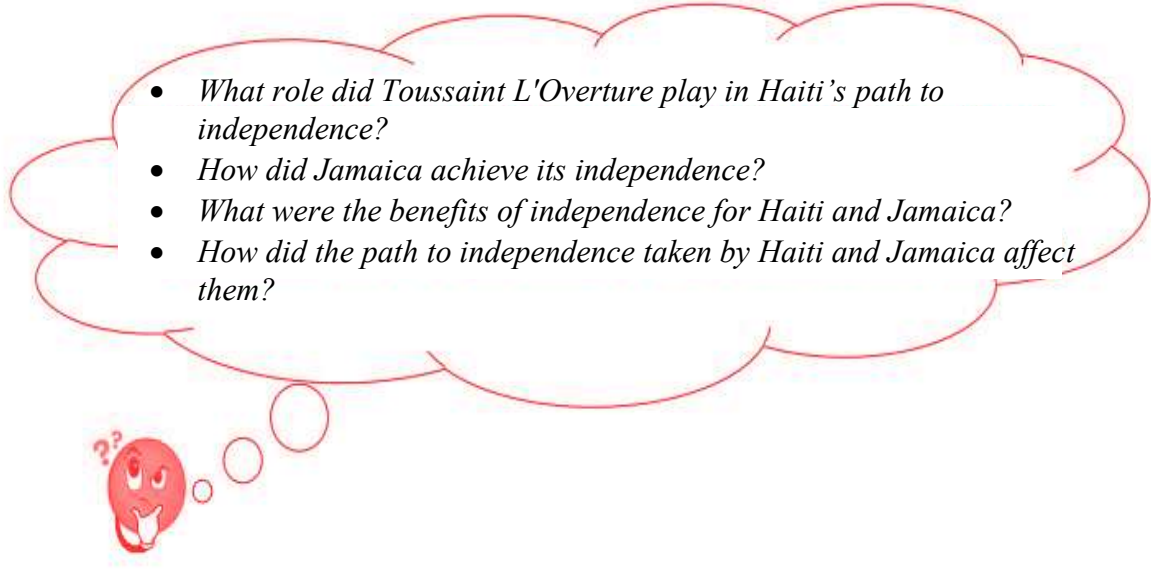 • What role did Toussaint L'Overture play in Haiti’s path to
independence?
• How did Jamaica achieve its independence?
• What were the benefits of independence for Haiti and Jamaica?
• How did the path to independence taken by Haiti and Jamaica affect
them?
??